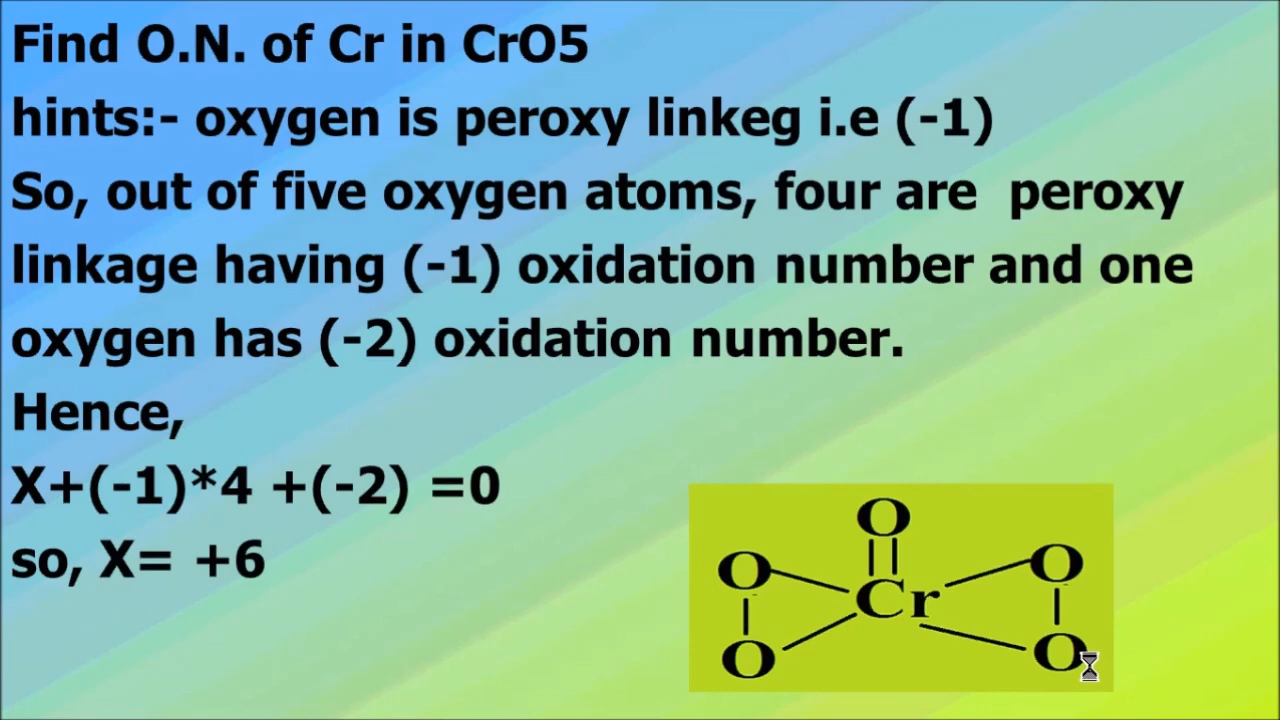 Find O.N. of Cr in CrO5
hints:- oxygen is peroxy linkeg i.e (-1)
So, out of five oxygen atoms, four are  peroxy
linkage having (-1) oxidation number and one
oxygen has (-2) oxidation number.
Hence,
X+(-1)*4 +(-2) =0
so, X= +6
O
O Cr O
O O